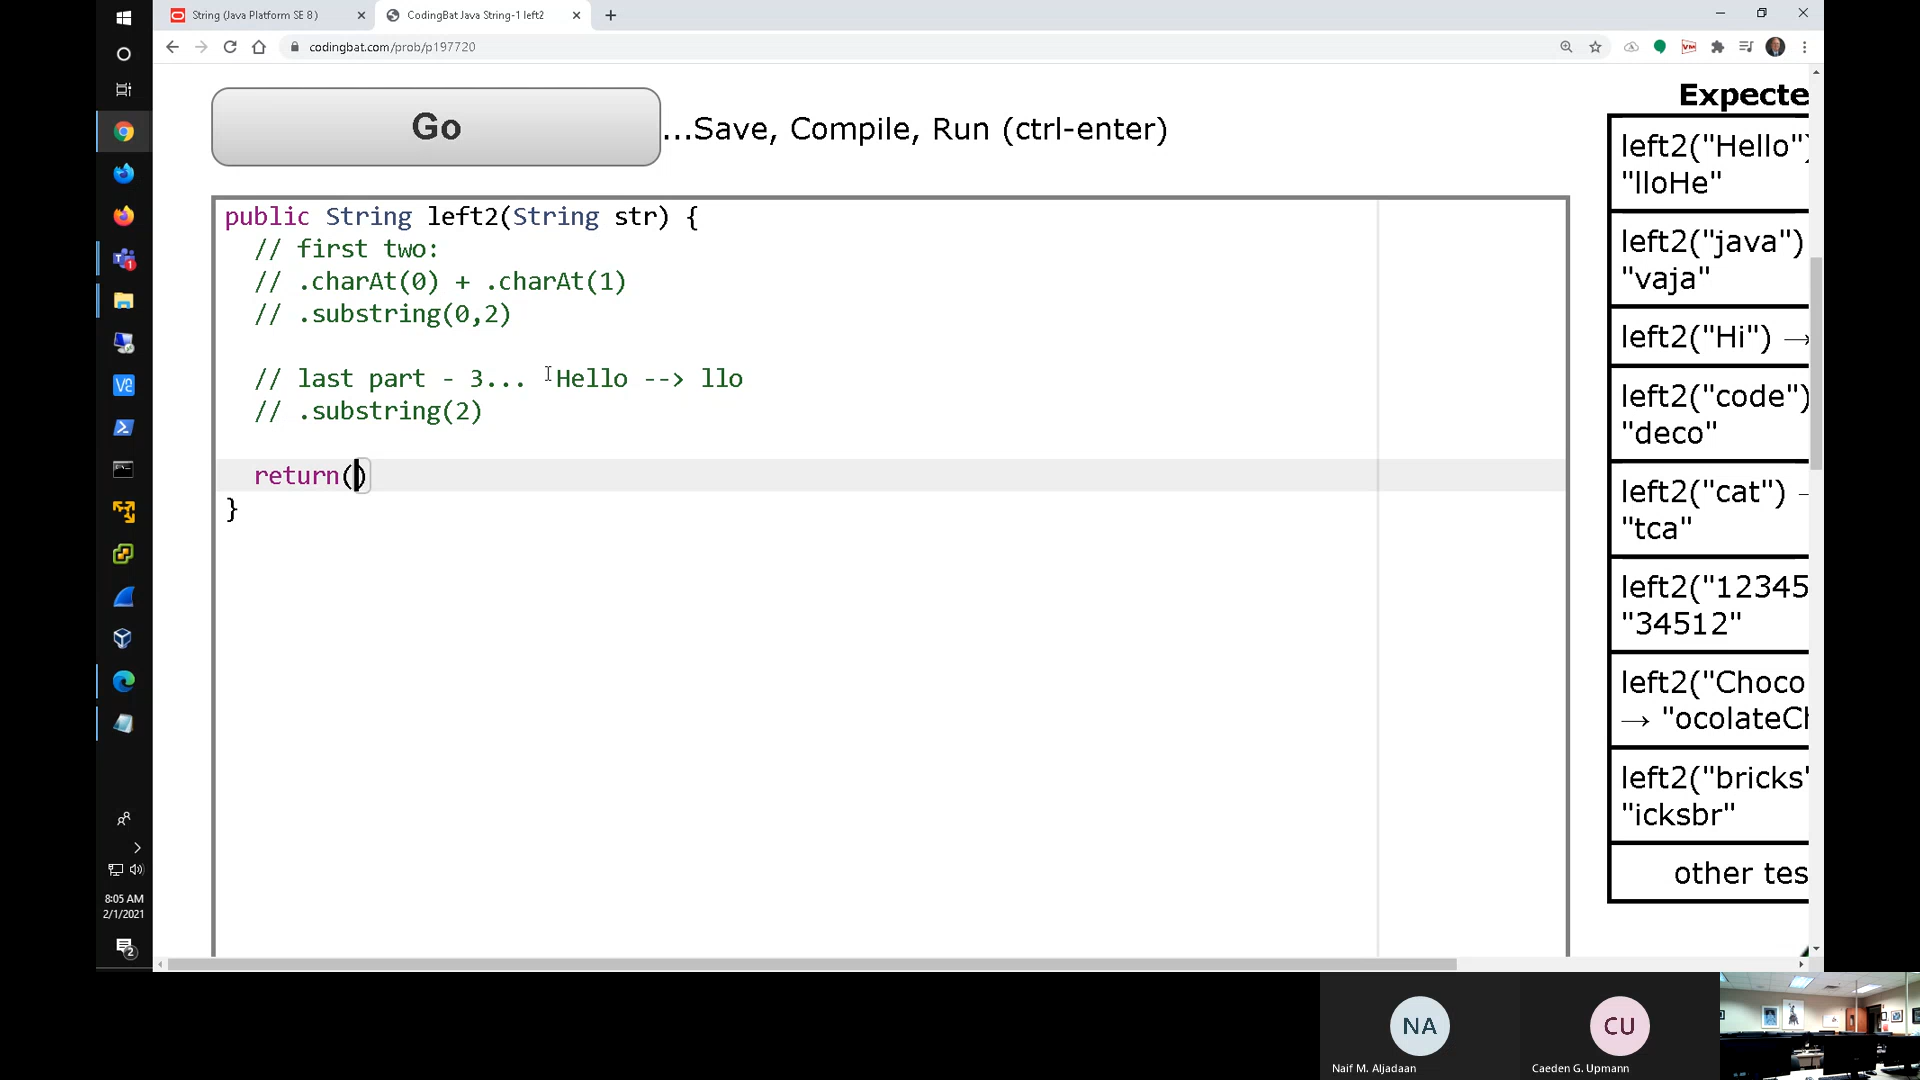 String (Java Platform SE 8 )
CodingBat Java String-1 left2
codingbat.com/prob/p197720
Go
...Save, Compile, Run (ctrl-enter)
public String left2(String str) {
// first two:
// .charAt(0) + .charAt(1)
// .substring(0,2)
// last part - 3... Hello --> llo
// .substring(2)
return()
}
Expecte
left2("Hello")
"lloHe"
left2("java")
"vaja"
left2("Hi") →
left2("code")
"deco"
left2("cat") →
"tca"
left2("12345
"34512"
left2("Choco
→ "ocolateCh
left2("bricks"
"icksbr"
other tes
8:05 AM
2/1/2021
2
NA
Naif M. Aljadaan
CU
Caeden G. Upmann